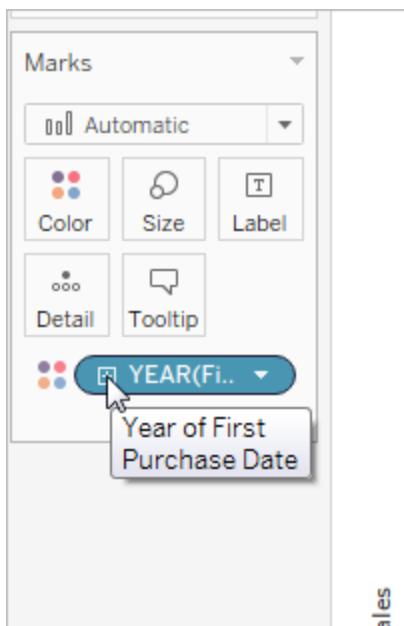 Marks
Automatic
Color
Size
T
Label
Detail
Tooltip
YEAR(Fi..
Year of First
Purchase Date
ales